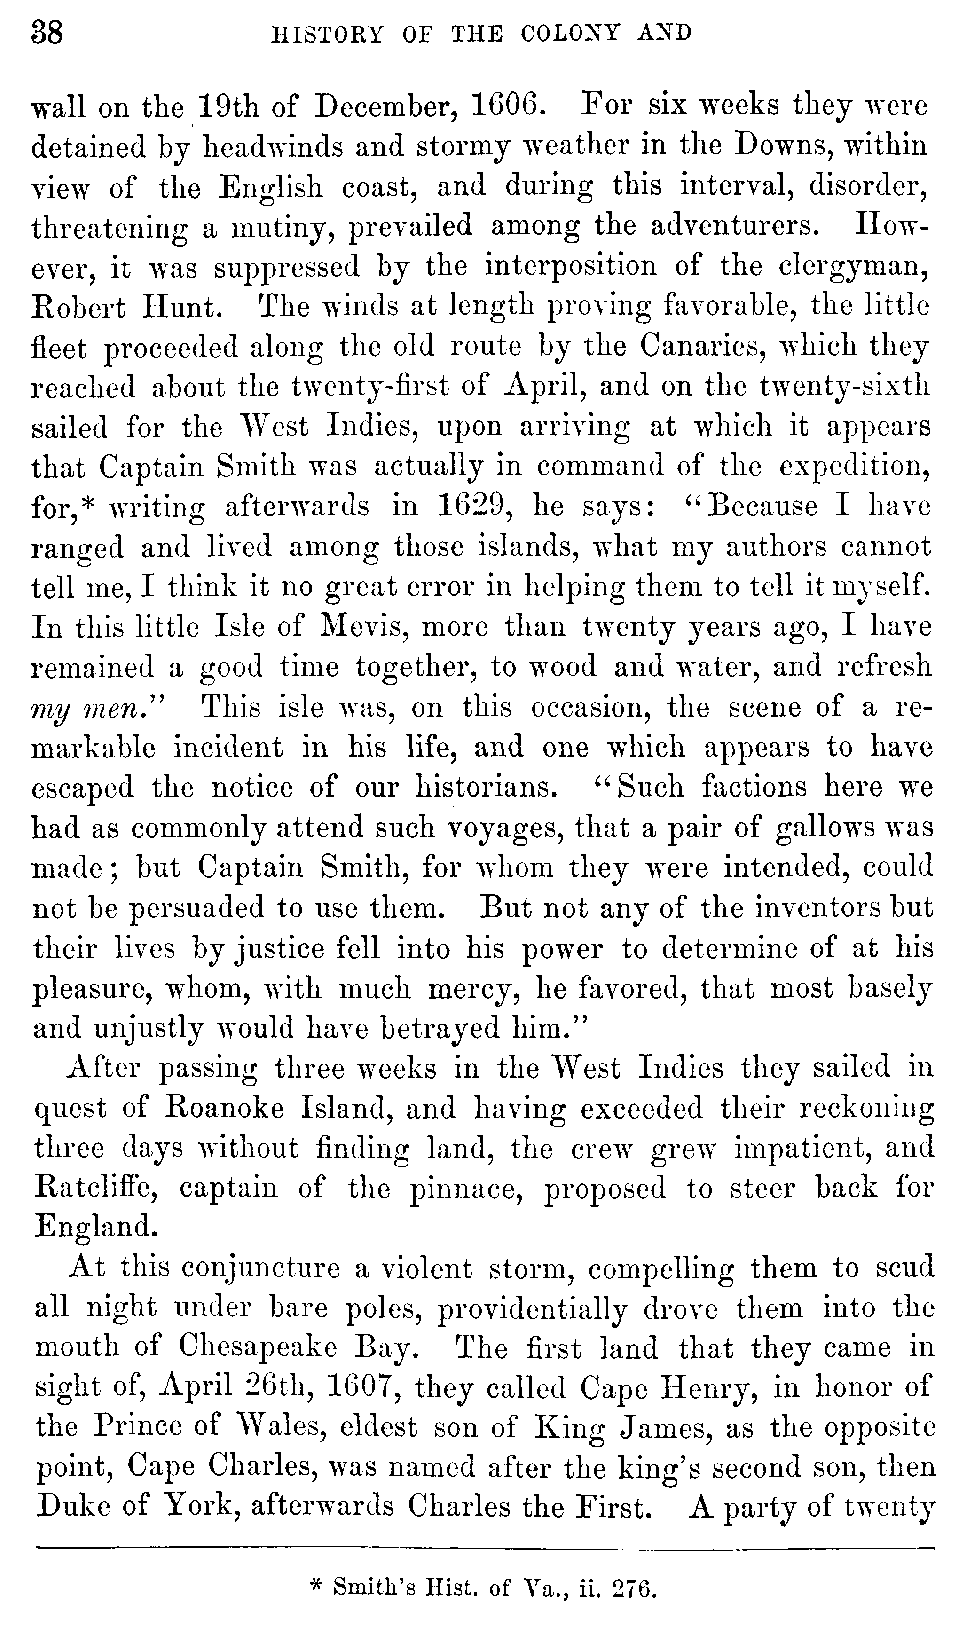 38 HISTORY OF THE COLONY AND
wall on the 19th of December, 1606. For six weeks they were
detained by headwinds and stormy weather in the Downs, within
view of the English coast, and during this interval, disorder,
threatening a mutiny, prevailed among the adventurers. How-
ever, it was suppressed by the interposition of the clergyman,
Robert Hunt. The winds at length proving favorable, the little
fleet proceeded along the old route by the Canaries, which they
reached about the twenty-first of April, and on the twenty-sixth
sailed for the West Indies, upon arriving at which it appears
that Captain Smith was actually in command of the expedition,
for,* writing afterwards in 1629, he says: "Because I have
ranged and lived among those islands, what my authors cannot
tell me, I think it no great error in helping them to tell it myself.
In this little Isle of Mevis, more than twenty years ago, I have
remained a good time together, to wood and water, and refresh
my men." This isle was, on this occasion, the scene of a re-
markable incident in his life, and one which appears to have
escaped the notice of our historians. "Such factions here we
had as commonly attend such voyages, that a pair of gallows was
made; but Captain Smith, for whom they were intended, could
not be persuaded to use them. But not any of the inventors but
their lives by justice fell into his power to determine of at his
pleasure, whom, with much mercy, he favored, that most basely
and unjustly would have betrayed him."
After passing three weeks in the West Indies they sailed in
quest of Roanoke Island, and having exceeded their reckoning
three days without finding land, the crew grew impatient, and
Ratcliffe, captain of the pinnace, proposed to steer back for
England.
At this conjuncture a violent storm, compelling them to scud
all night under bare poles, providentially drove them into the
mouth of Chesapeake Bay. The first land that they came in
sight of, April 26th, 1607, they called Cape Henry, in honor of
the Prince of Wales, eldest son of King James, as the opposite
point, Cape Charles, was named after the king's second son, then
Duke of York, afterwards Charles the First. A party of twenty
* Smith's Hist. of Va., ii. 276.